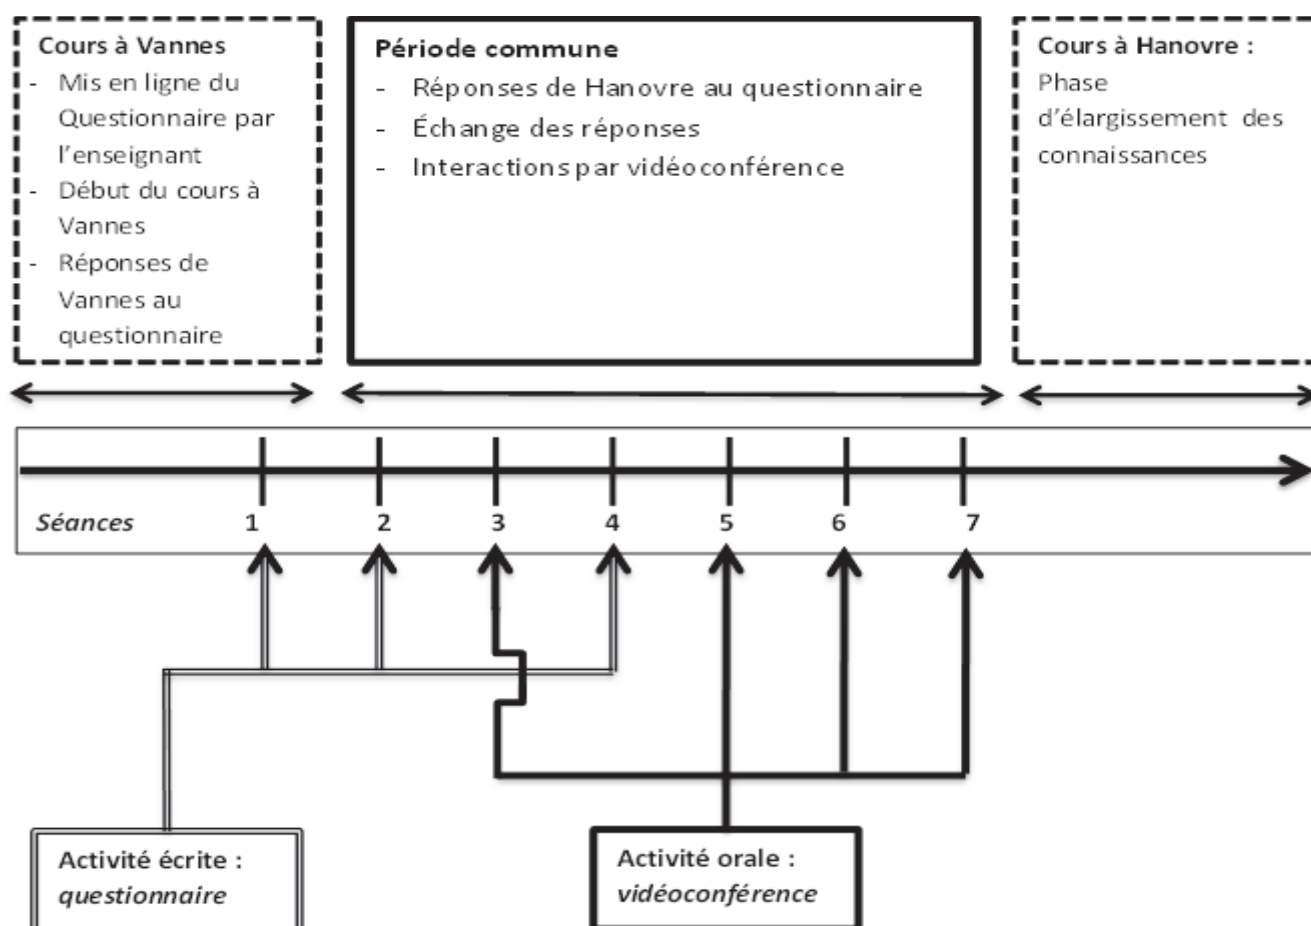 Cours à Vannes
- Mis en ligne du
Questionnaire par
l'enseignant
- Début du cours à
Vannes
- Réponses de
Vannes au
questionnaire
Période commune
- Réponses de Hanovre au questionnaire
- Échange des réponses
- Interactions par vidéoconférence
Cours à Hanovre :
Phase
d'élargissement des
connaissances
Séances 1 2 3 4 5 6 7
Activité écrite :
questionnaire
Activité orale :
vidéoconférence